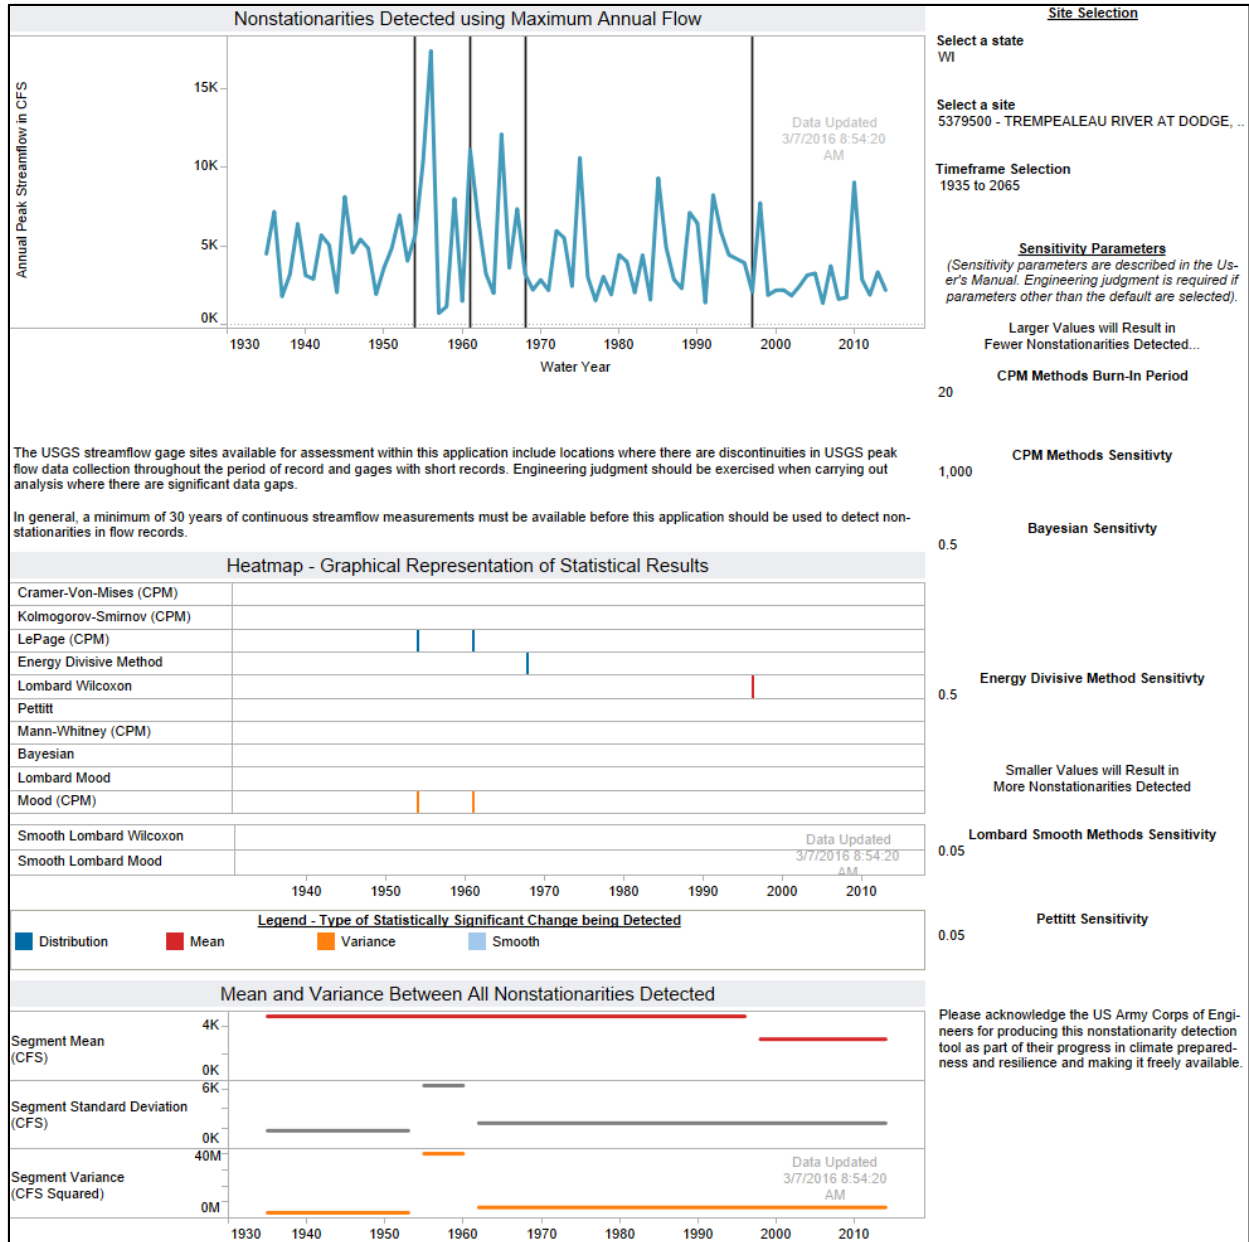 Nonstationarities Detected using Maximum Annual Flow
Annual Peak Streamflow in CFS
15K
10K
5K
0K
Data Updated
3/7/2016 8:54:20
AM
1930 1940 1950 1960 1970 1980 1990 2000 2010
Water Year
The USGS streamflow gage sites available for assessment within this application include locations where there are discontinuities in USGS peak
flow data collection throughout the period of record and gages with short records. Engineering judgment should be exercised when carrying out
analysis where there are significant data gaps.
In general, a minimum of 30 years of continuous streamflow measurements must be available before this application should be used to detect non-
stationarities in flow records.
Heatmap - Graphical Representation of Statistical Results
Cramer-Von-Mises (CPM)
Kolmogorov-Smirnov (CPM)
LePage (CPM)
Energy Divisive Method
Lombard Wilcoxon
Pettitt
Mann-Whitney (CPM)
Bayesian
Lombard Mood
Mood (CPM)
Smooth Lombard Wilcoxon
Smooth Lombard Mood
Data Updated
3/7/2016 8:54:20
AM
1940 1950 1960 1970 1980 1990 2000 2010
Legend - Type of Statistically Significant Change being Detected
Distribution Mean Variance Smooth
Mean and Variance Between All Nonstationarities Detected
Segment Mean
(CFS)
4K
0K
Segment Standard Deviation
(CFS)
6K
0K
Segment Variance
(CFS Squared)
40M
0M
Data Updated
3/7/2016 8:54:20
AM
1930 1940 1950 1960 1970 1980 1990 2000 2010
Site Selection
Select a state
WI
Select a site
5379500 - TREMPEALEAU RIVER AT DODGE, ..
Timeframe Selection
1935 to 2065
Sensitivity Parameters
(Sensitivity parameters are described in the Us-
er's Manual. Engineering judgment is required if
parameters other than the default are selected).
Larger Values will Result in
Fewer Nonstationarities Detected...
CPM Methods Burn-In Period
20
CPM Methods Sensitivty
1,000
Bayesian Sensitivty
0.5
Energy Divisive Method Sensitivty
0.5
Smaller Values will Result in
More Nonstationarities Detected
Lombard Smooth Methods Sensitivity
0.05
Pettitt Sensitivity
0.05
Please acknowledge the US Army Corps of Engi-
neers for producing this nonstationarity detection
tool as part of their progress in climate prepared-
ness and resilience and making it freely available.